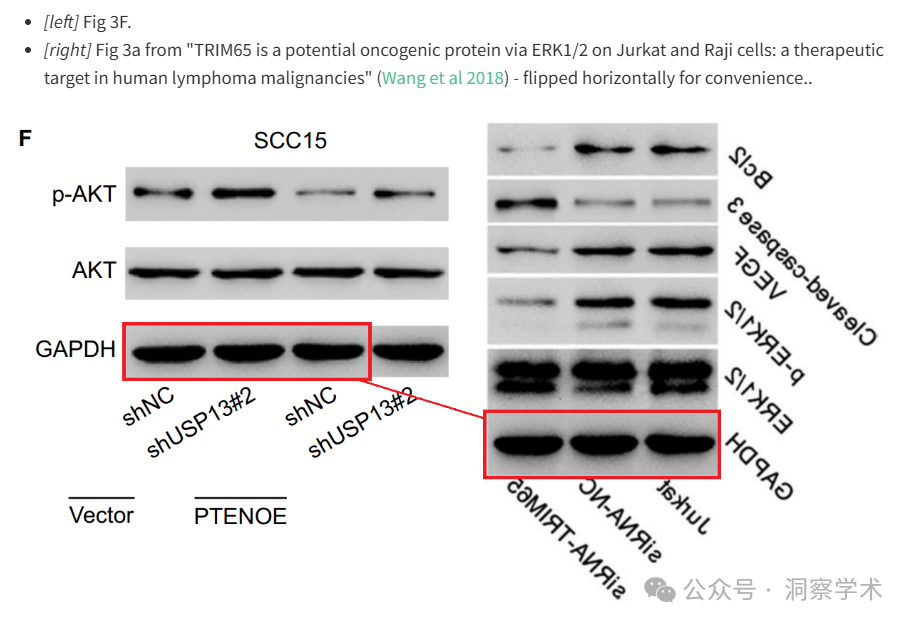 • [left] Fig 3F.
• [right] Fig 3a from "TRIM65 is a potential oncogenic protein via ERK1/2 on Jurkat and Raji cells: a therapeutic
target in human lymphoma malignancies" (Wang et al 2018) - flipped horizontally for convenience..
F
SCC15
p-AKT
AKT
GAPDH
shNC
shUSP13#2
shNC
shUSP13#2
Vector
PTENOE
Bcl2
Cleaved-caspase3
VEGF
p-ERK1/2
ERK1/2
GAPDH
siRNA-TRIM65
siRNA-NC
Jurkat
公众号 · 洞察学术